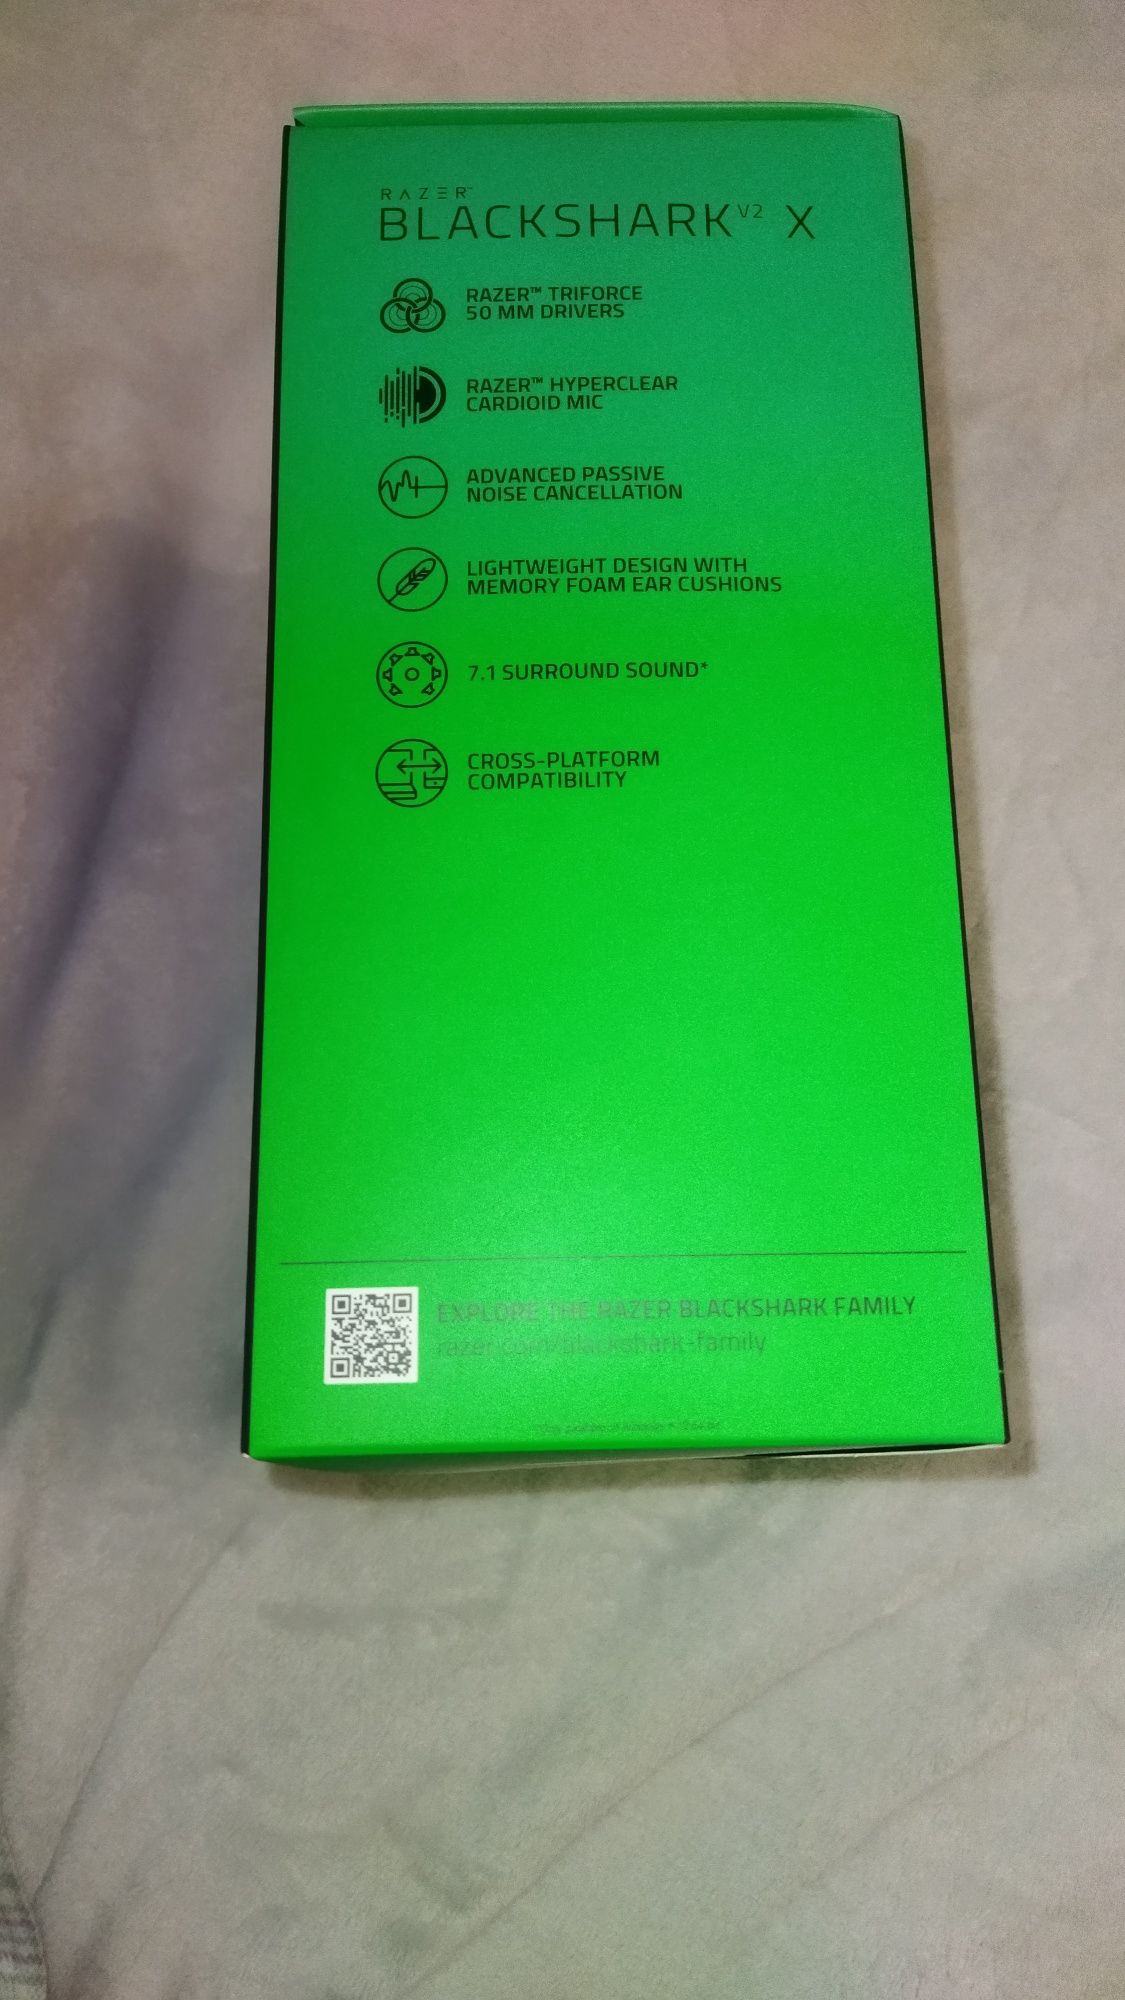 RAZER™
BLACKSHARK V2 X
RAZER™ TRIFORCE
50 MM DRIVERS
RAZER™ HYPERCLEAR
CARDIOID MIC
ADVANCED PASSIVE
NOISE CANCELLATION
LIGHTWEIGHT DESIGN WITH
MEMORY FOAM EAR CUSHIONS
7.1 SURROUND SOUND*
CROSS-PLATFORM
COMPATIBILITY
EXPLORE THE RAZER BLACKSHARK FAMILY
razer.com/blackshark-family